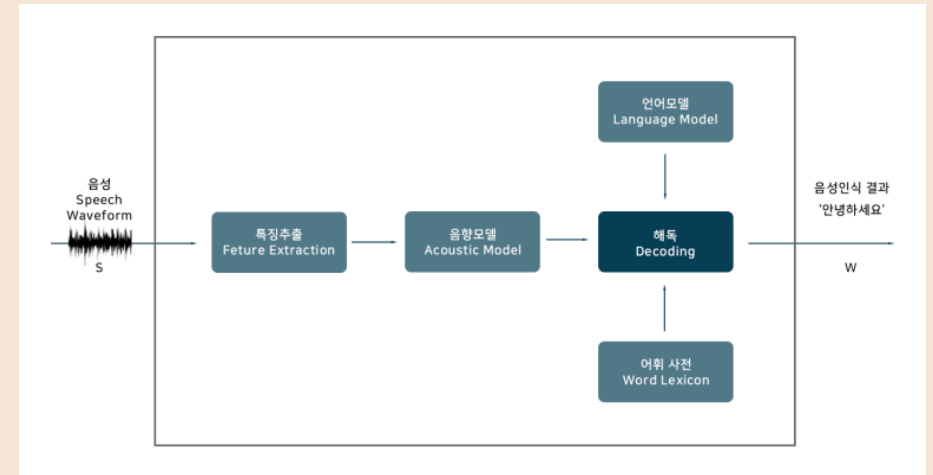 언어모델
Language Model
음성
Speech
Waveform
S
특징추출
Feture Extraction
음향모델
Acoustic Model
해독
Decoding
음성인식 결과
'안녕하세요'
W
어휘 사전
Word Lexicon